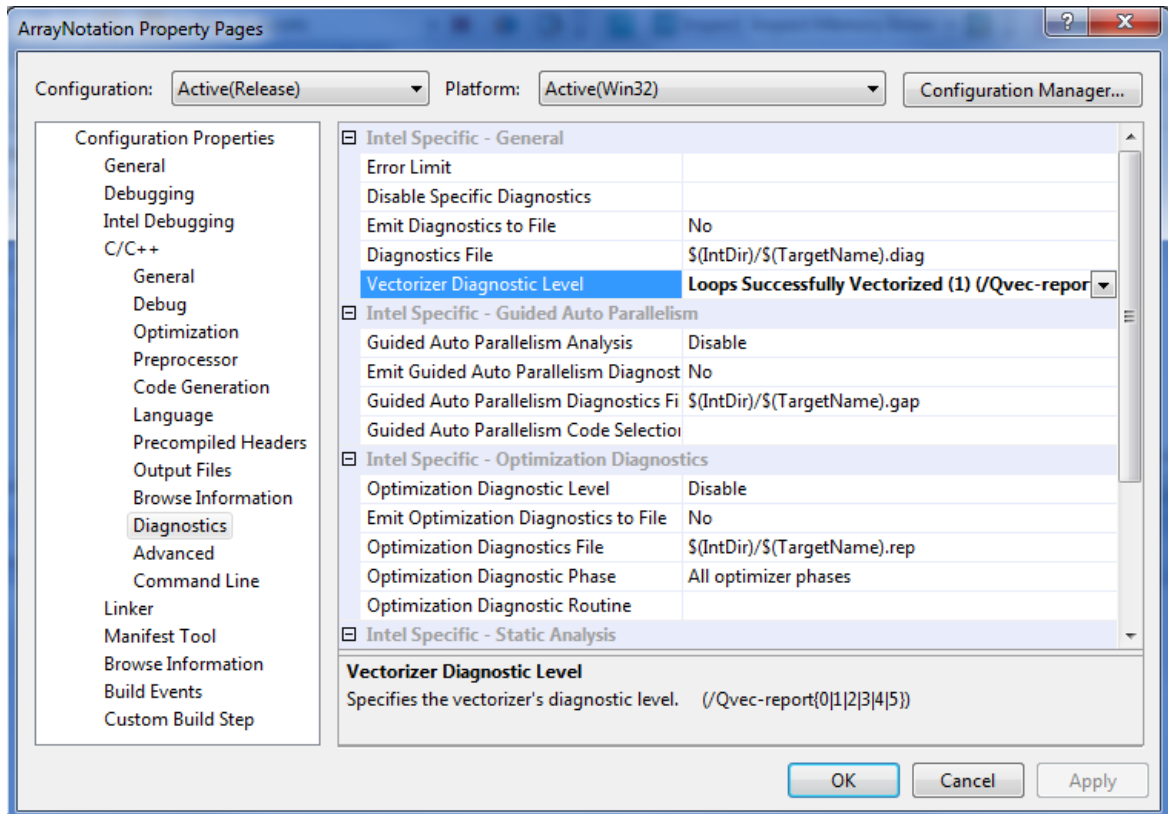 ArrayNotation Property Pages
Configuration: Active(Release) Platform: Active(Win32) Configuration Manager...
Configuration Properties
General
Debugging
Intel Debugging
C/C++
General
Debug
Optimization
Preprocessor
Code Generation
Language
Precompiled Headers
Output Files
Browse Information
Diagnostics
Advanced
Command Line
Linker
Manifest Tool
Browse Information
Build Events
Custom Build Step
Intel Specific - General
Error Limit
Disable Specific Diagnostics
Emit Diagnostics to File No
Diagnostics File $(IntDir)/$(TargetName).diag
Vectorizer Diagnostic Level Loops Successfully Vectorized (1) (/Qvec-repor
Intel Specific - Guided Auto Parallelism
Guided Auto Parallelism Analysis Disable
Emit Guided Auto Parallelism Diagnost No
Guided Auto Parallelism Diagnostics Fi $(IntDir)/$(TargetName).gap
Guided Auto Parallelism Code Selection
Intel Specific - Optimization Diagnostics
Optimization Diagnostic Level Disable
Emit Optimization Diagnostics to File No
Optimization Diagnostics File $(IntDir)/$(TargetName).rep
Optimization Diagnostic Phase All optimizer phases
Optimization Diagnostic Routine
Intel Specific - Static Analysis
Vectorizer Diagnostic Level
Specifies the vectorizer's diagnostic level. (/Qvec-report{0|1|2|3|4|5})
OK Cancel Apply